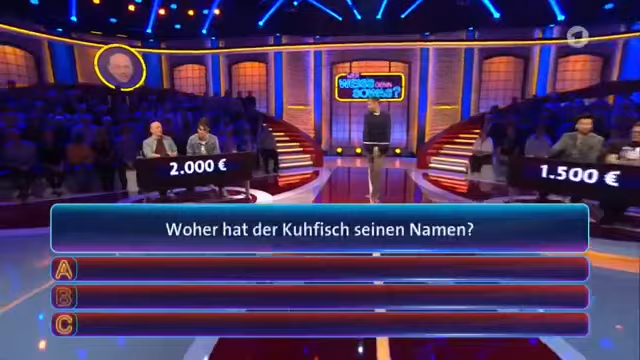 WER
WEISS DENN
SOWAS?
2.000 €
1.500 €
Woher hat der Kuhfisch seinen Namen?
A
B
C